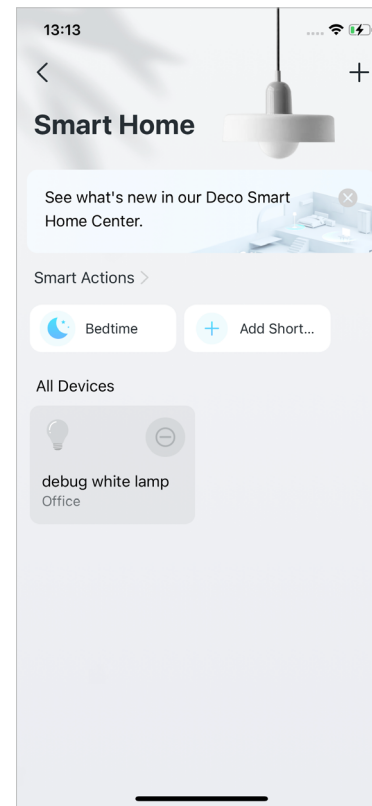 13:13
Smart Home
See what's new in our Deco Smart
Home Center.
Smart Actions >
Bedtime
Add Short...
All Devices
debug white lamp
Office